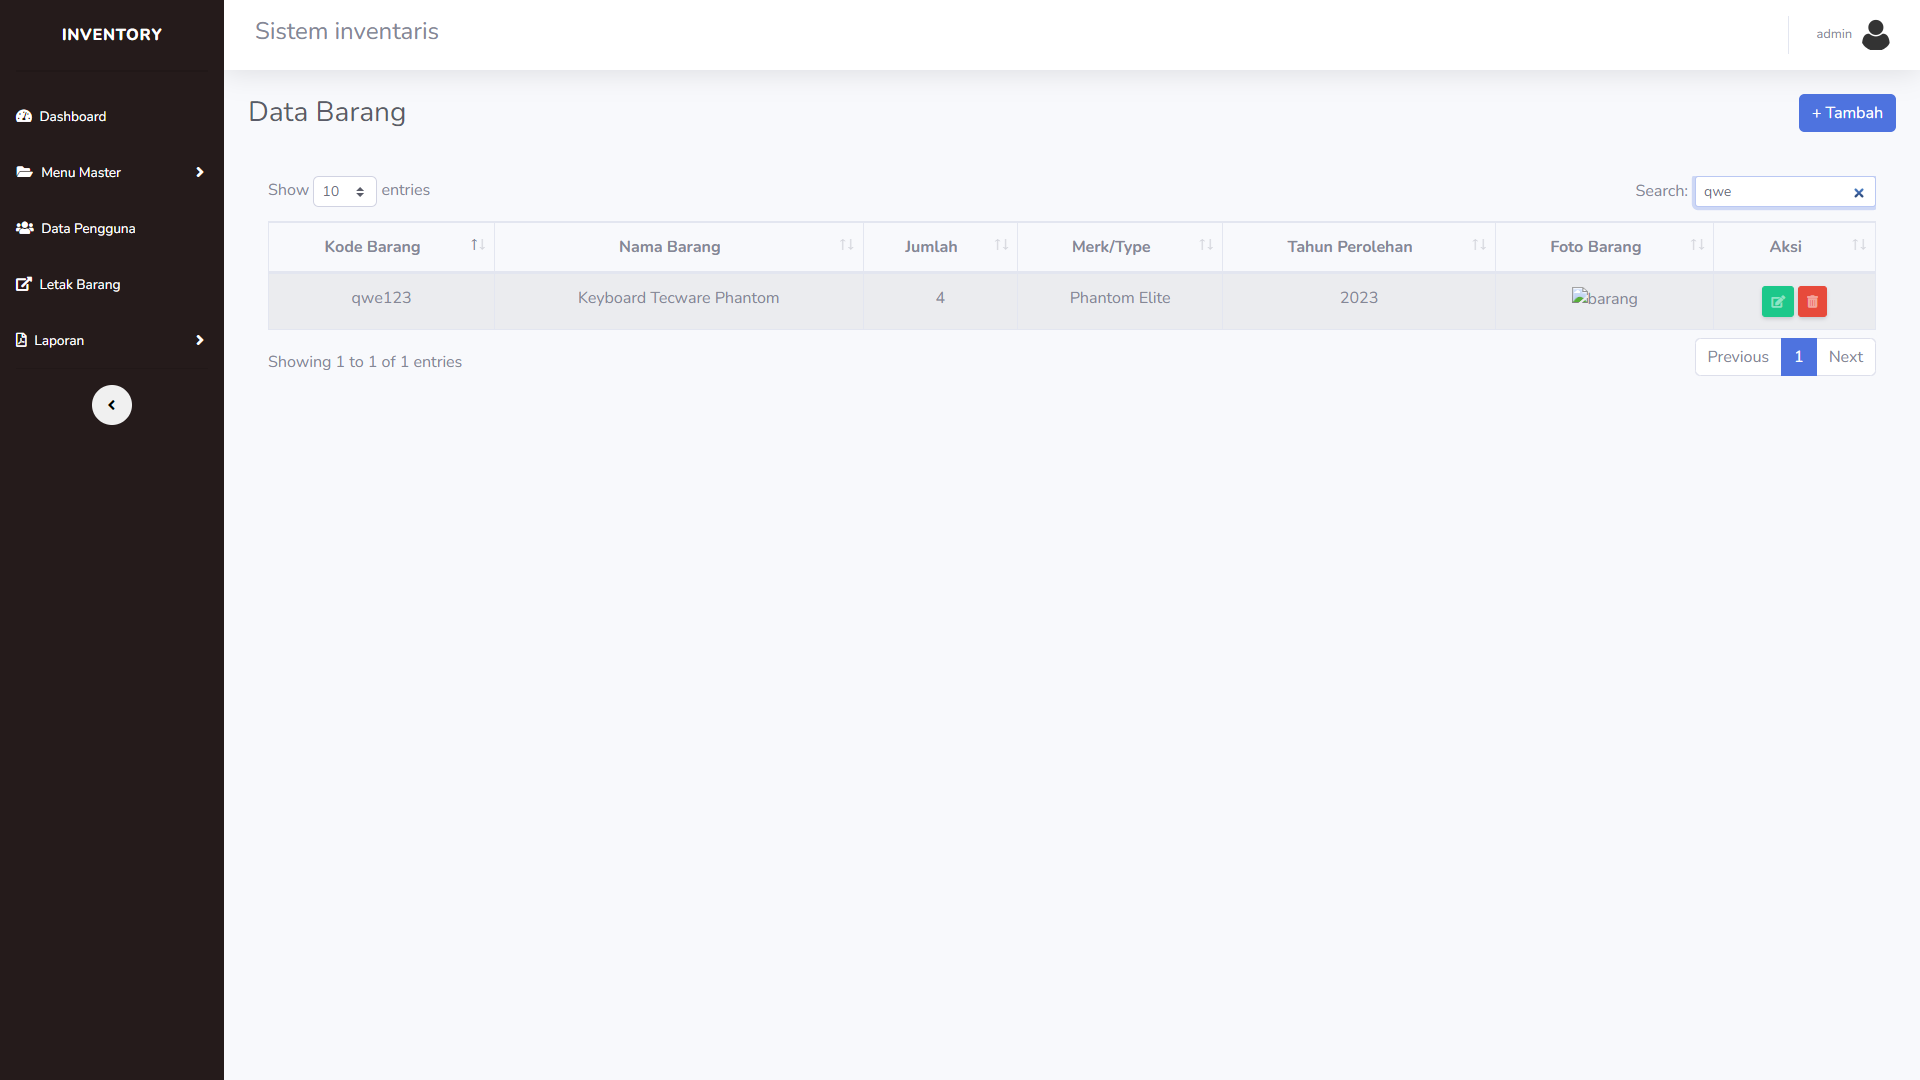 INVENTORY
Sistem inventaris
admin
Dashboard
Menu Master
Data Pengguna
Letak Barang
Laporan
Data Barang
+ Tambah
Show 10 entries
Search: qwe
Kode Barang Nama Barang Jumlah Merk/Type Tahun Perolehan Foto Barang Aksi
qwe123 Keyboard Tecware Phantom 4 Phantom Elite 2023 barang
Showing 1 to 1 of 1 entries
Previous 1 Next